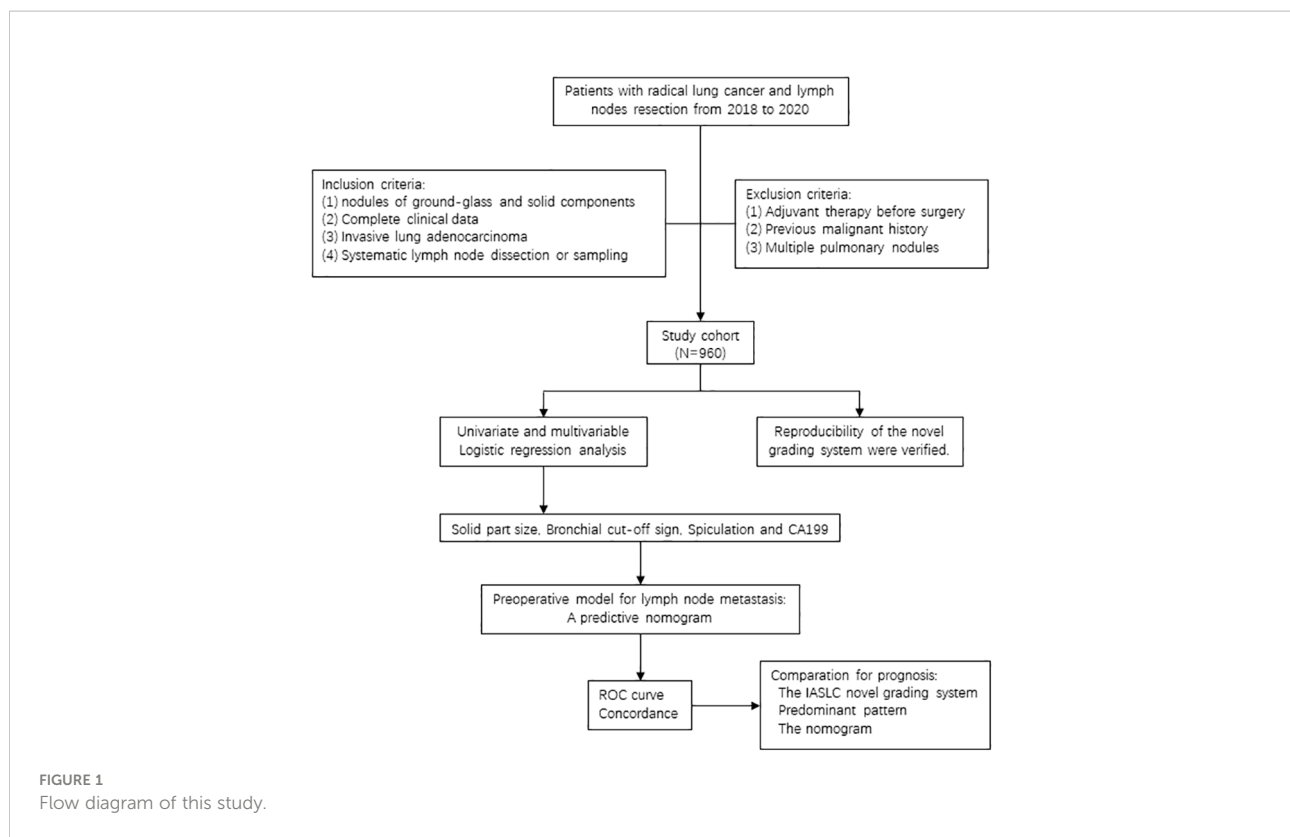 Patients with radical lung cancer and lymph
nodes resection from 2018 to 2020
Inclusion criteria:
(1) nodules of ground-glass and solid components
(2) Complete clinical data
(3) Invasive lung adenocarcinoma
(4) Systematic lymph node dissection or sampling
Exclusion criteria:
(1) Adjuvant therapy before surgery
(2) Previous malignant history
(3) Multiple pulmonary nodules
Study cohort
(N=960)
Univariate and multivariable
Logistic regression analysis
Reproducibility of the novel
grading system were verified.
Solid part size, Bronchial cut-off sign, Spiculation and CA199
Preoperative model for lymph node metastasis:
A predictive nomogram
ROC curve
Concordance
Comparation for prognosis:
The IASLC novel grading system
Predominant pattern
The nomogram
FIGURE 1
Flow diagram of this study.